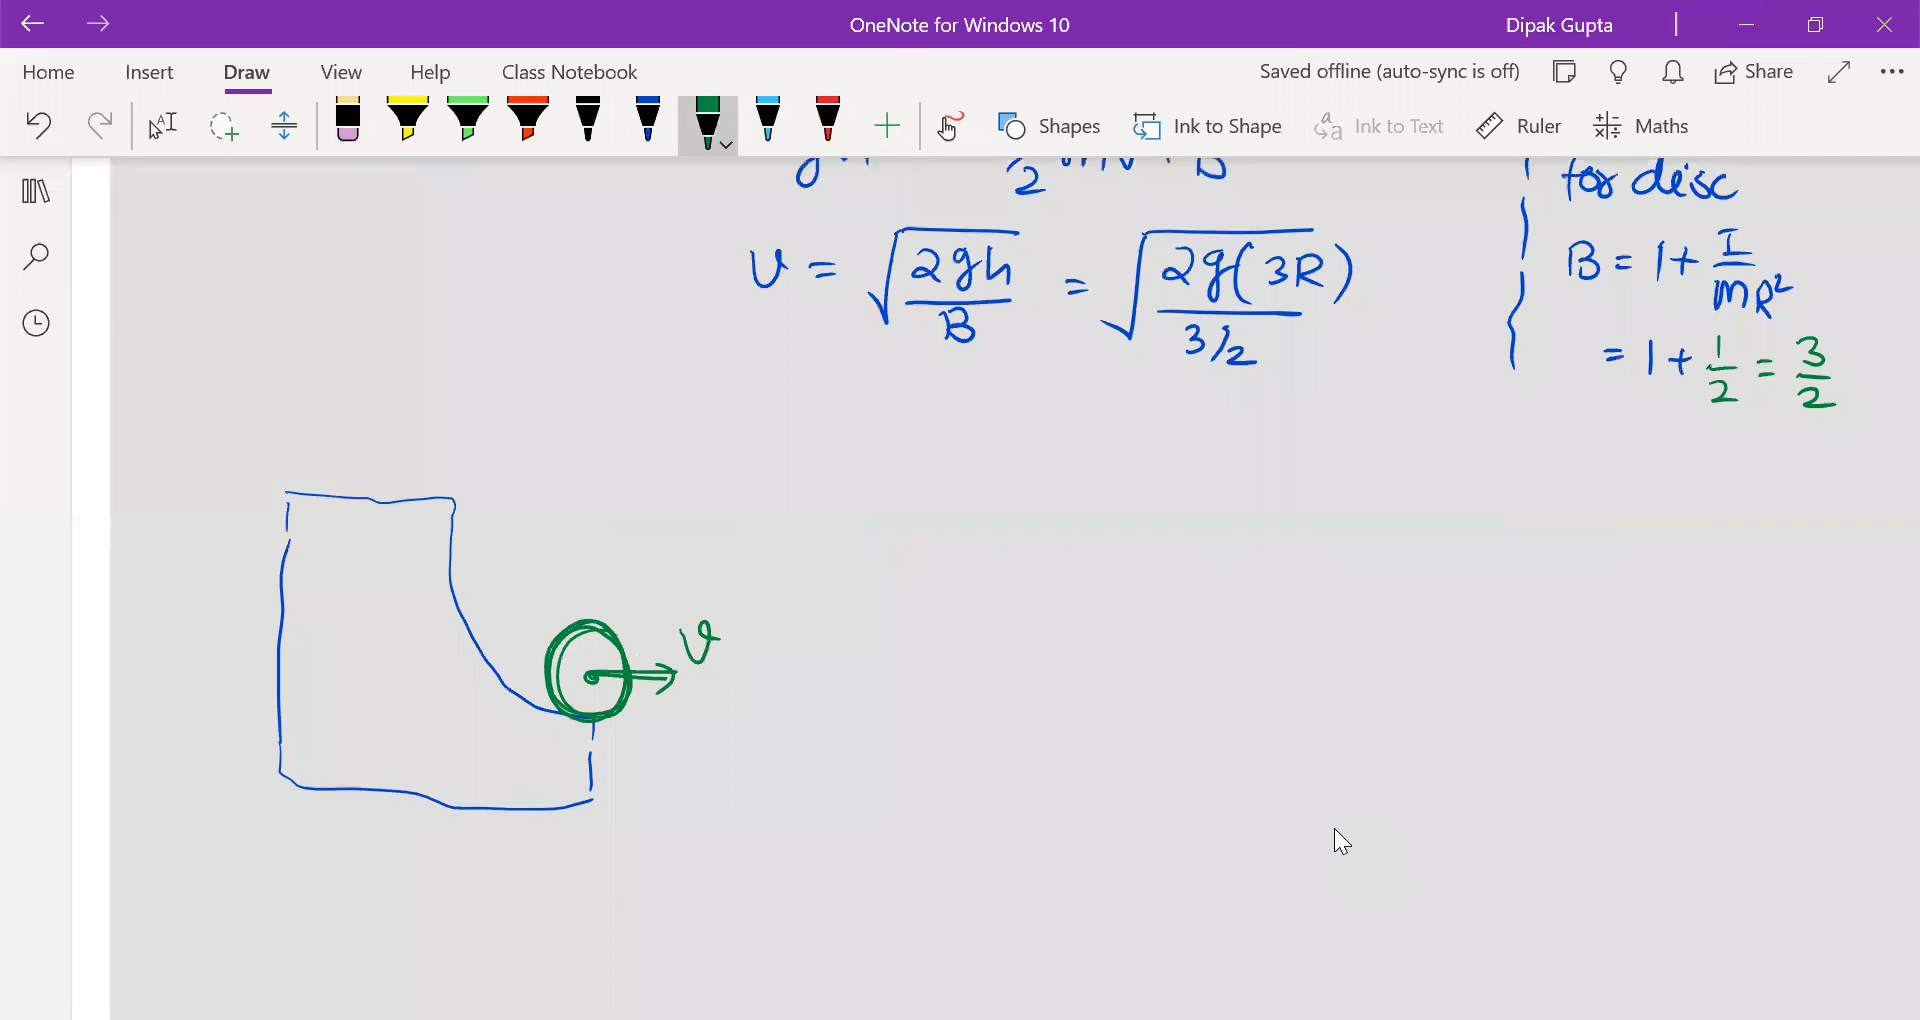 OneNote for Windows 10
Dipak Gupta
Home Insert Draw View Help Class Notebook
Saved offline (auto-sync is off) Share
Shapes Ink to Shape Ink to Text Ruler Maths
for disc
v = √(2gh/B) = √(2g(3R)/(3/2))
B = 1 + I/mR²
= 1 + 1/2 = 3/2
v